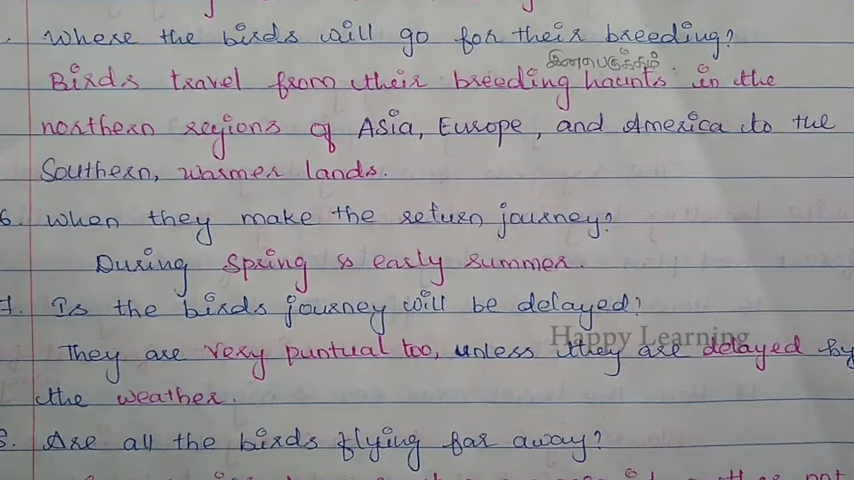 . Where the birds will go for their breeding?
இனப்பெருக்கம்
Birds travel from their breeding haunts in the
northern regions of Asia, Europe, and America to the
Southern, warmer lands.
6. When they make the return journey?
During Spring & early summer.
7. Is the birds journey will be delayed?
Happy Learning
They are very puntual too, unless they are delayed by
the weather.
8. Are all the birds flying far away?